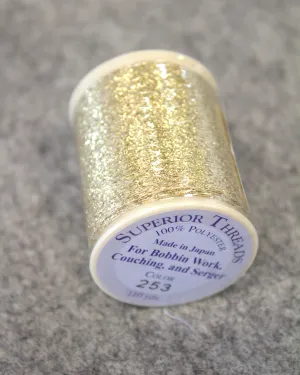 SUPERIOR THREADS
100% POLYESTER
Made in Japan
For Bobbin Work,
Couching, and Serger
COLOR
253